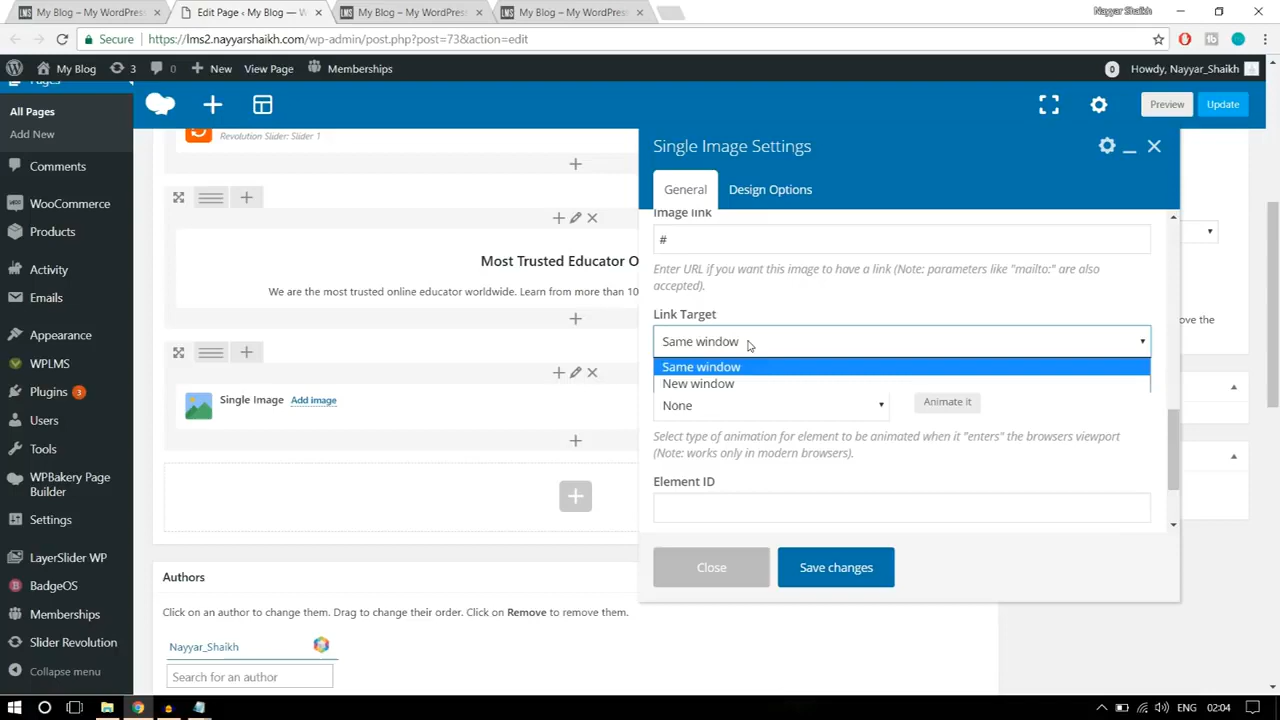 My Blog – My WordPress
Edit Page ‹ My Blog — W
My Blog – My WordPress
My Blog – My WordPress
Nayyar Shaikh
Secure
https://lms2.nayyarshaikh.com/wp-admin/post.php?post=73&action=edit
My Blog
3
0
New
View Page
Memberships
0
Howdy, Nayyar_Shaikh
Pages
All Pages
Add New
Comments
WooCommerce
Products
Activity
Emails
Appearance
WPLMS
Plugins 3
Users
Tools
WPBakery Page
Builder
Settings
LayerSlider WP
BadgeOS
Memberships
Slider Revolution
Collapse menu
Preview
Update
Revolution Slider: Slider 1
Most Trusted Educator O
We are the most trusted online educator worldwide. Learn from more than 10
Single Image Add image
Authors
Click on an author to change them. Drag to change their order. Click on Remove to remove them.
Nayyar_Shaikh
Search for an author
Single Image Settings
General
Design Options
Image link
#
Enter URL if you want this image to have a link (Note: parameters like "mailto:" are also
accepted).
Link Target
Same window
Same window
New window
None
Animate it
Select type of animation for element to be animated when it "enters" the browsers viewport
(Note: works only in modern browsers).
Element ID
Close
Save changes
ove the
ENG
02:04